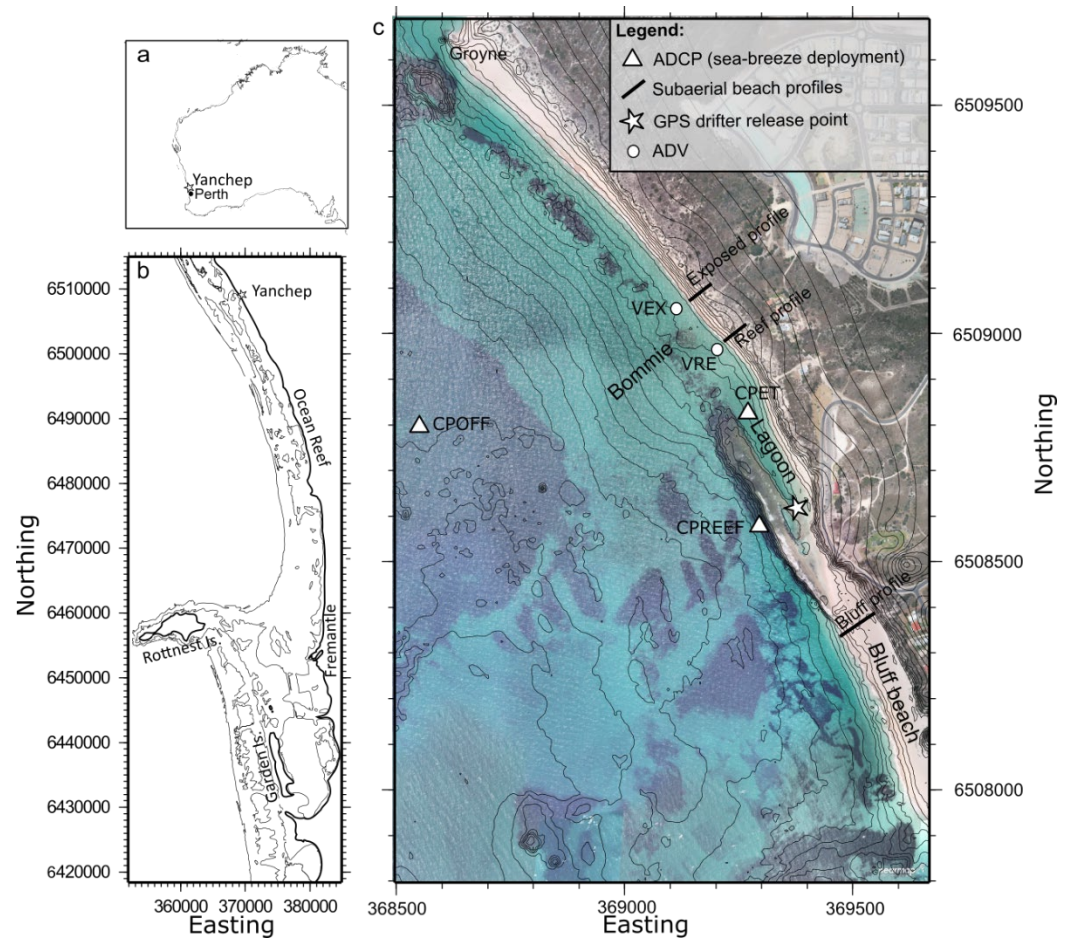 a
Yanchep
Perth
b
6510000
6500000
6490000
6480000
6470000
6460000
6450000
6440000
6430000
6420000
Northing
Yanchep
Ocean Reef
Fremantle
Rottnest Is.
Garden Is.
360000 370000 380000
Easting
c
Groyne
Legend:
ADCP (sea-breeze deployment)
Subaerial beach profiles
GPS drifter release point
ADV
Exposed profile
VEX
Reef profile
Bommie
VRE
CPET
CPOFF
Lagoon
CPREEF
Bluff profile
Bluff beach
nearmap
6509500
6509000
6508500
6508000
Northing
368500 369000 369500
Easting